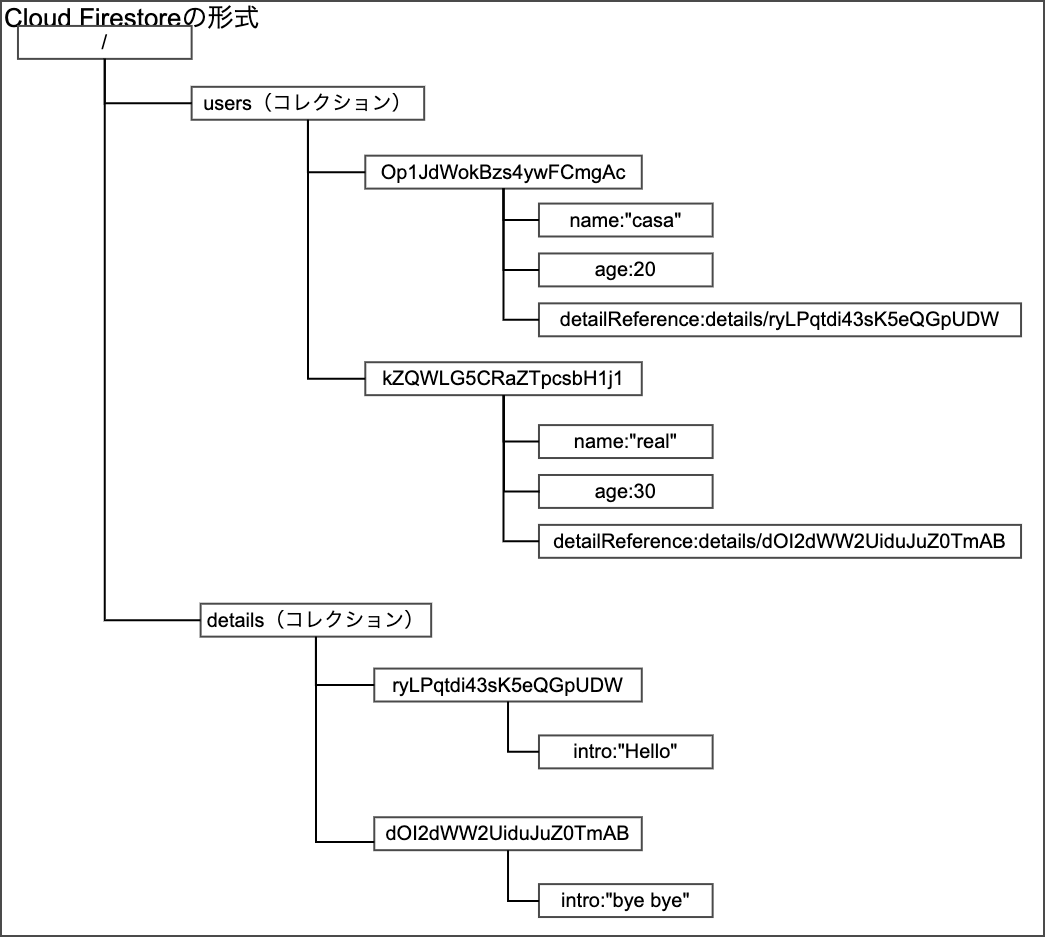 Cloud Firestoreの形式
/
users（コレクション）
Op1JdWokBzs4ywFCmgAc
name:"casa"
age:20
detailReference:details/ryLPqtdi43sK5eQGpUDW
kZQWLG5CRaZTpcsbH1j1
name:"real"
age:30
detailReference:details/dOI2dWW2UiduJuZ0TmAB
details（コレクション）
ryLPqtdi43sK5eQGpUDW
intro:"Hello"
dOI2dWW2UiduJuZ0TmAB
intro:"bye bye"